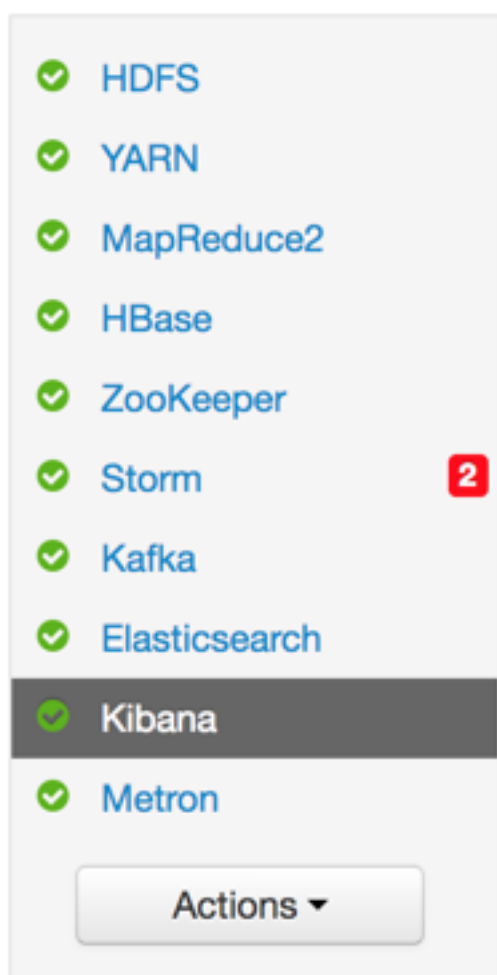 HDFS
YARN
MapReduce2
HBase
ZooKeeper
Storm 2
Kafka
Elasticsearch
Kibana
Metron
Actions